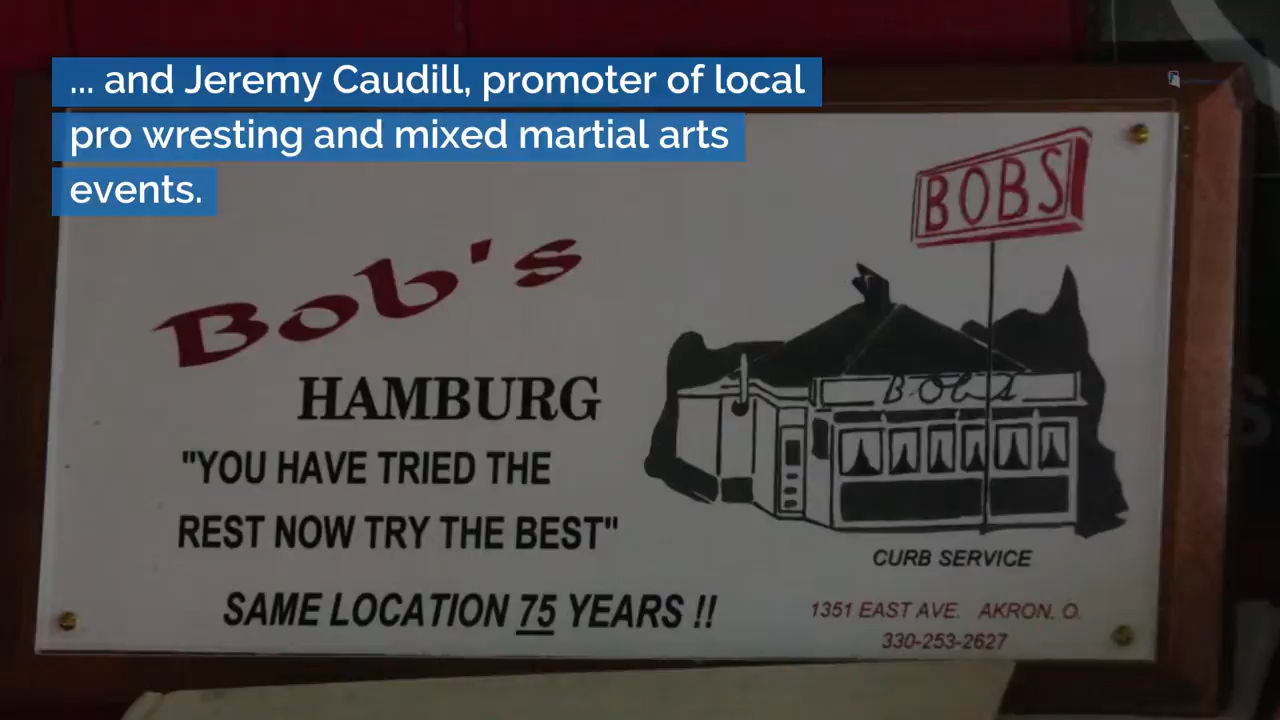 ... and Jeremy Caudill, promoter of local
pro wresting and mixed martial arts
events.
BOBS
Bob's
HAMBURG
Bobs
"YOU HAVE TRIED THE
REST NOW TRY THE BEST"
CURB SERVICE
SAME LOCATION 75 YEARS !!
1351 EAST AVE. AKRON, O.
330-253-2627